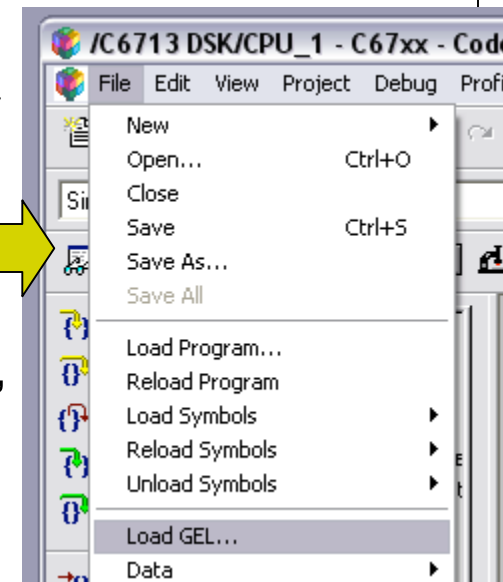 /C6713 DSK/CPU_1 - C67xx - Code
File Edit View Project Debug Profi
New
Open... Ctrl+O
Close
Save Ctrl+S
Save As...
Save All
Load Program...
Reload Program
Load Symbols
Reload Symbols
Unload Symbols
Load GEL...
Data